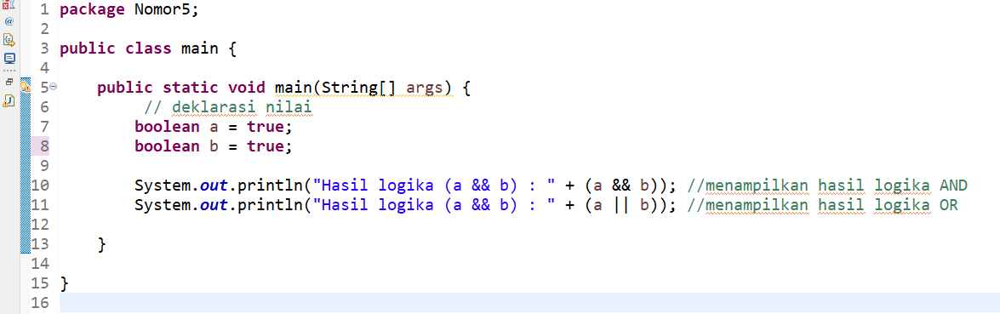 1 package Nomor5;
2
3 public class main {
4
5 public static void main(String[] args) {
6 // deklarasi nilai
7 boolean a = true;
8 boolean b = true;
9
10 System.out.println("Hasil logika (a && b) : " + (a && b)); //menampilkan hasil logika AND
11 System.out.println("Hasil logika (a && b) : " + (a || b)); //menampilkan hasil logika OR
12
13 }
14
15 }
16